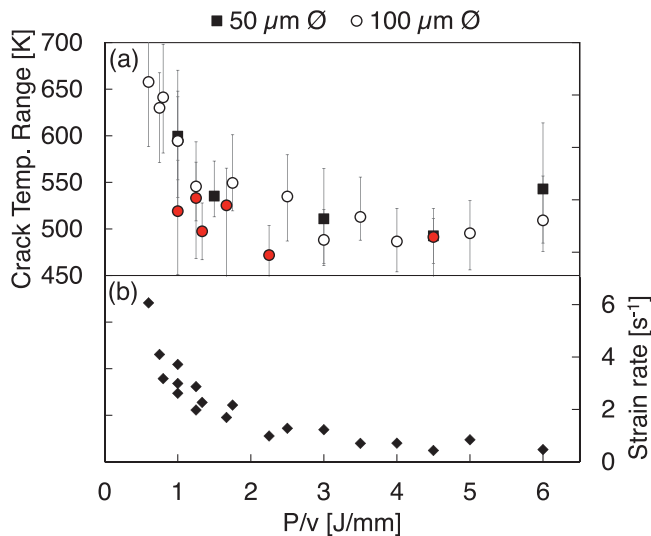 ■ 50 µm Ø ○ 100 µm Ø
(a)
Crack Temp. Range [K]
700
650
600
550
500
450
(b)
Strain rate [s⁻¹]
6
4
2
0
0 1 2 3 4 5 6
P/v [J/mm]